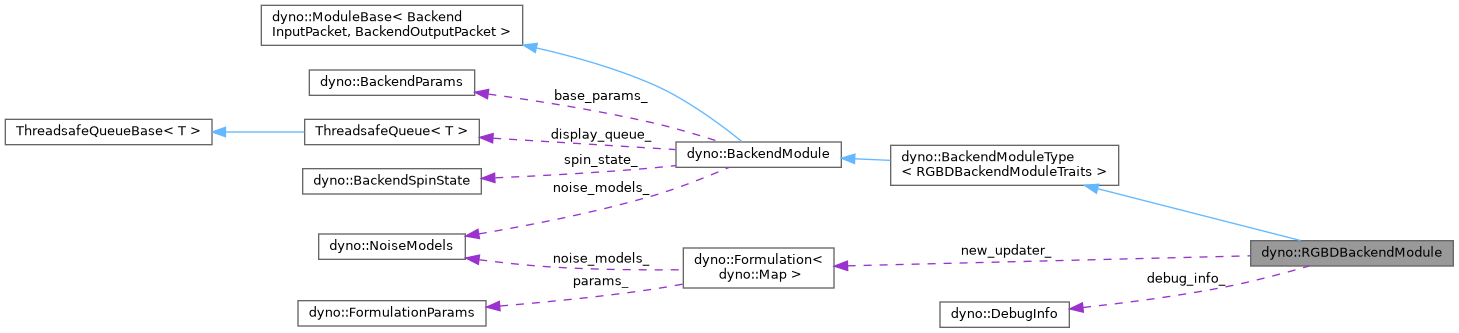 dyno::ModuleBase< Backend
InputPacket, BackendOutputPacket >
dyno::BackendParams
base_params_
ThreadsafeQueueBase< T >
ThreadsafeQueue< T >
display_queue_
dyno::BackendModule
dyno::BackendModuleType
< RGBDBackendModuleTraits >
spin_state_
dyno::BackendSpinState
noise_models_
dyno::NoiseModels
noise_models_
dyno::Formulation<
dyno::Map >
new_updater_
dyno::RGBDBackendModule
params_
debug_info_
dyno::FormulationParams
dyno::DebugInfo